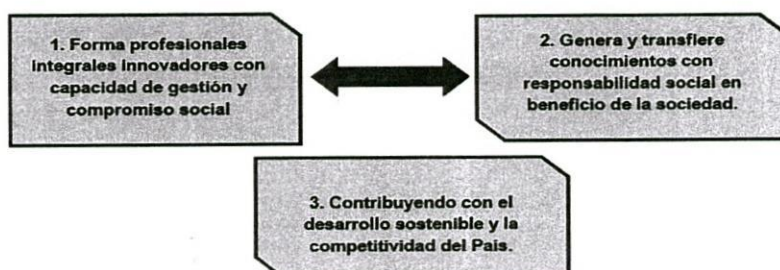 1. Forma profesionales
integrales innovadores con
capacidad de gestión y
compromiso social
2. Genera y transfiere
conocimientos con
responsabilidad social en
beneficio de la sociedad.
3. Contribuyendo con el
desarrollo sostenible y la
competitividad del País.